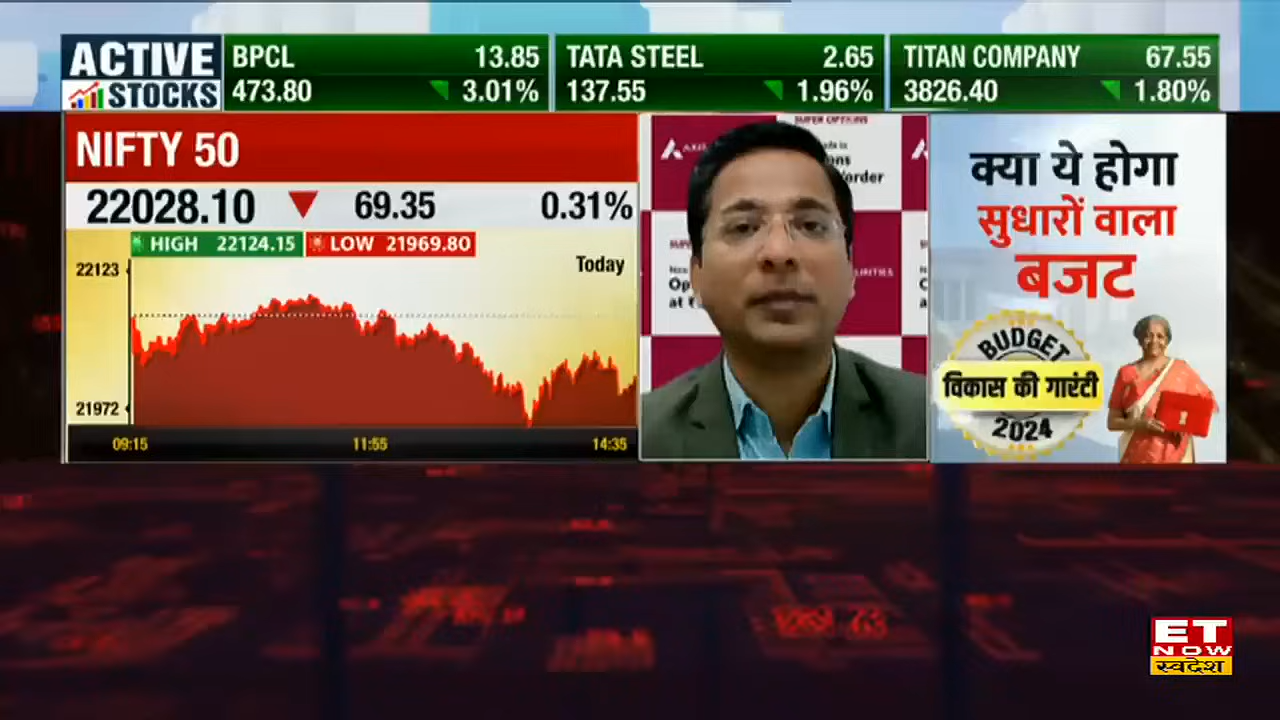 ACTIVE
STOCKS
BPCL 13.85
473.80 3.01%
TATA STEEL 2.65
137.55 1.96%
TITAN COMPANY 67.55
3826.40 1.80%
NIFTY 50
22028.10 69.35 0.31%
HIGH 22124.15 LOW 21969.80
Today
22123
21972
09:15 11:55 14:35
SUPER OPTIONS
क्या ये होगा
सुधारों वाला
बजट
BUDGET
विकास की गारंटी
2024
ET
NOW
स्वदेश